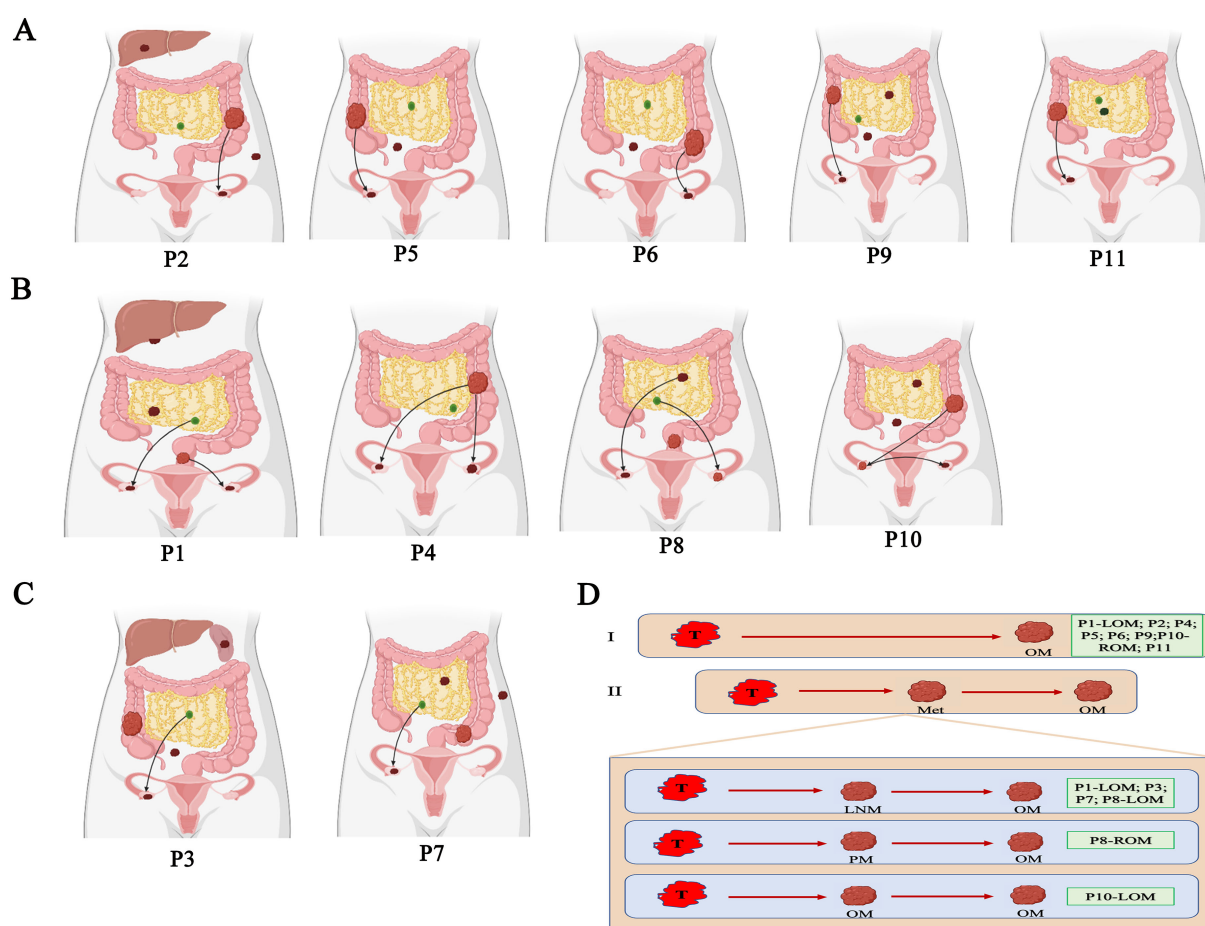 A
P2
P5
P6
P9
P11
B
P1
P4
P8
P10
C
P3
P7
D
I
T
OM
P1-LOM; P2; P4;
P5; P6; P9;P10-
ROM; P11
II
T
Met
OM
T
LNM
OM
P1-LOM; P3;
P7; P8-LOM
T
PM
OM
P8-ROM
T
OM
OM
P10-LOM